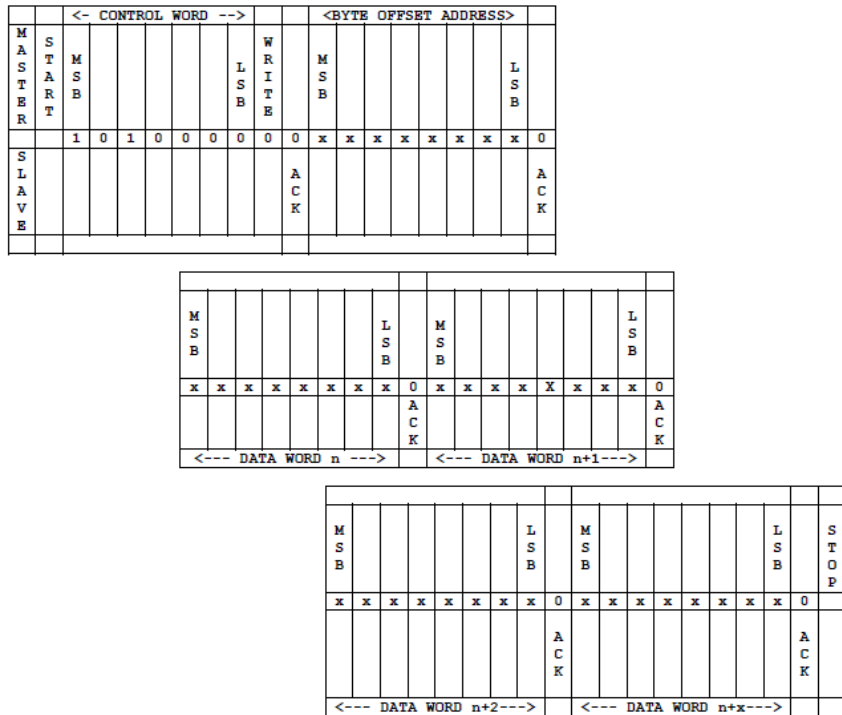 <- CONTROL WORD --> <BYTE OFFSET ADDRESS>
MASTER START MSB LSB WRITE MSB LSB
1 0 1 0 0 0 0 0 0 x x x x x x x x 0
SLAVE ACK ACK
MSB LSB MSB LSB
x x x x x x x x 0 x x x x X x x x 0
ACK ACK
<--- DATA WORD n ---> <--- DATA WORD n+1--->
MSB LSB MSB LSB STOP
x x x x x x x x 0 x x x x x x x x 0
ACK ACK
<--- DATA WORD n+2---> <--- DATA WORD n+x--->